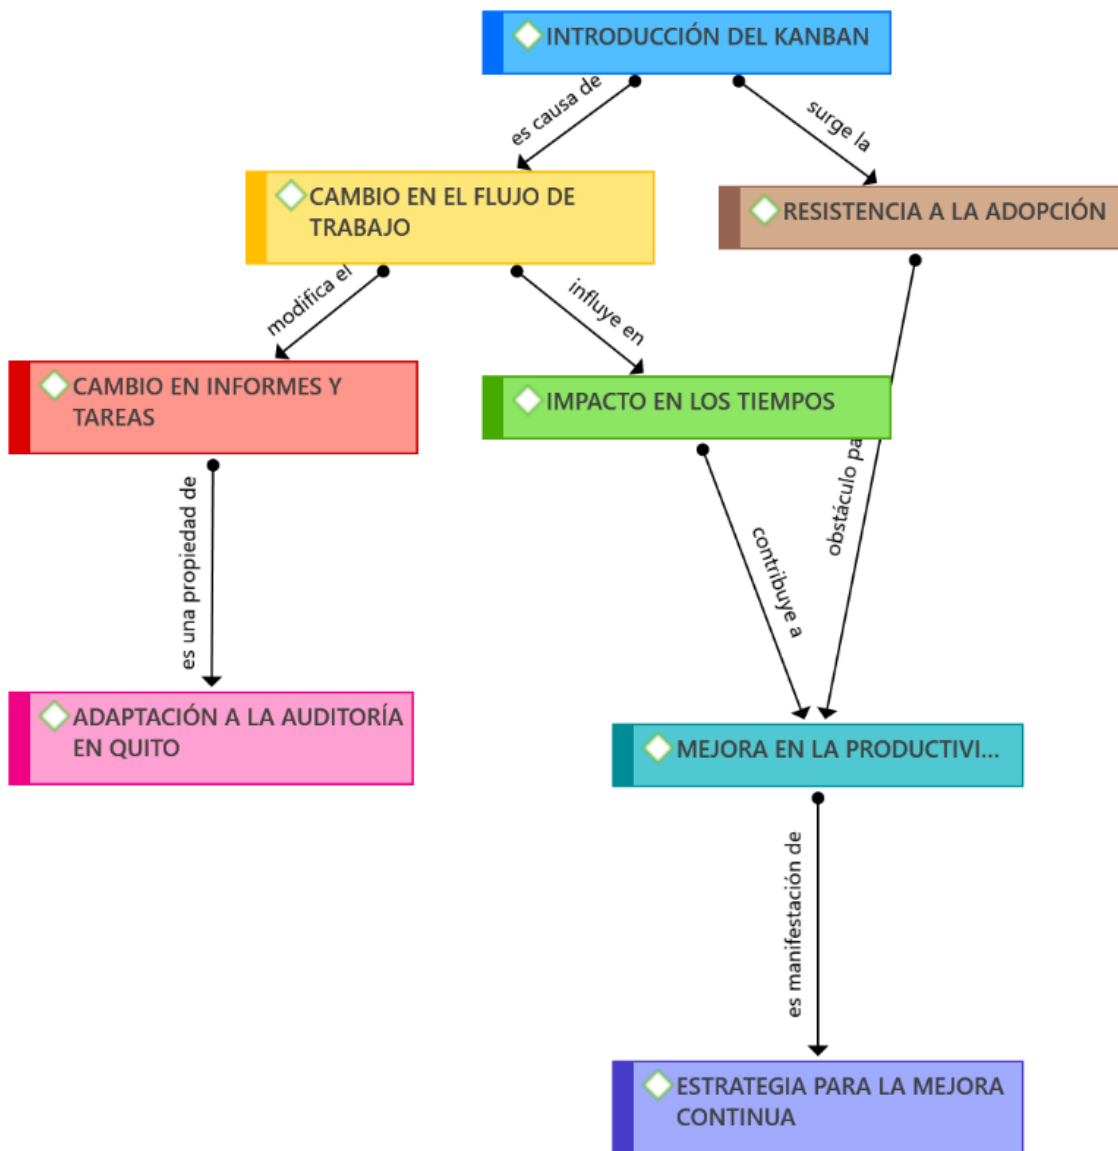 INTRODUCCIÓN DEL KANBAN
es causa de
surge la
CAMBIO EN EL FLUJO DE
TRABAJO
RESISTENCIA A LA ADOPCIÓN
modifica el
influye en
CAMBIO EN INFORMES Y
TAREAS
IMPACTO EN LOS TIEMPOS
obstáculo pa
es una propiedad de
contribuye a
ADAPTACIÓN A LA AUDITORÍA
EN QUITO
MEJORA EN LA PRODUCTIVI...
es manifestación de
ESTRATEGIA PARA LA MEJORA
CONTINUA